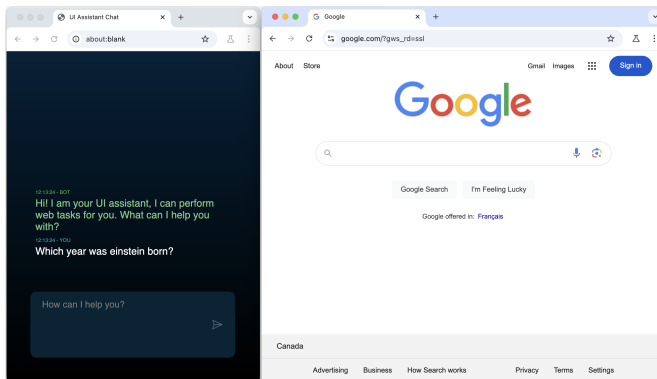 UI Assistant Chat
about:blank
12:13:24 - BOT
Hi! I am your UI assistant, I can perform
web tasks for you. What can I help you
with?
12:13:24 - YOU
Which year was einstein born?
How can I help you?
Google
google.com/?gws_rd=ssl
About Store Gmail Images Sign in
Google
Google Search I'm Feeling Lucky
Google offered in: Français
Canada
Advertising Business How Search works Privacy Terms Settings